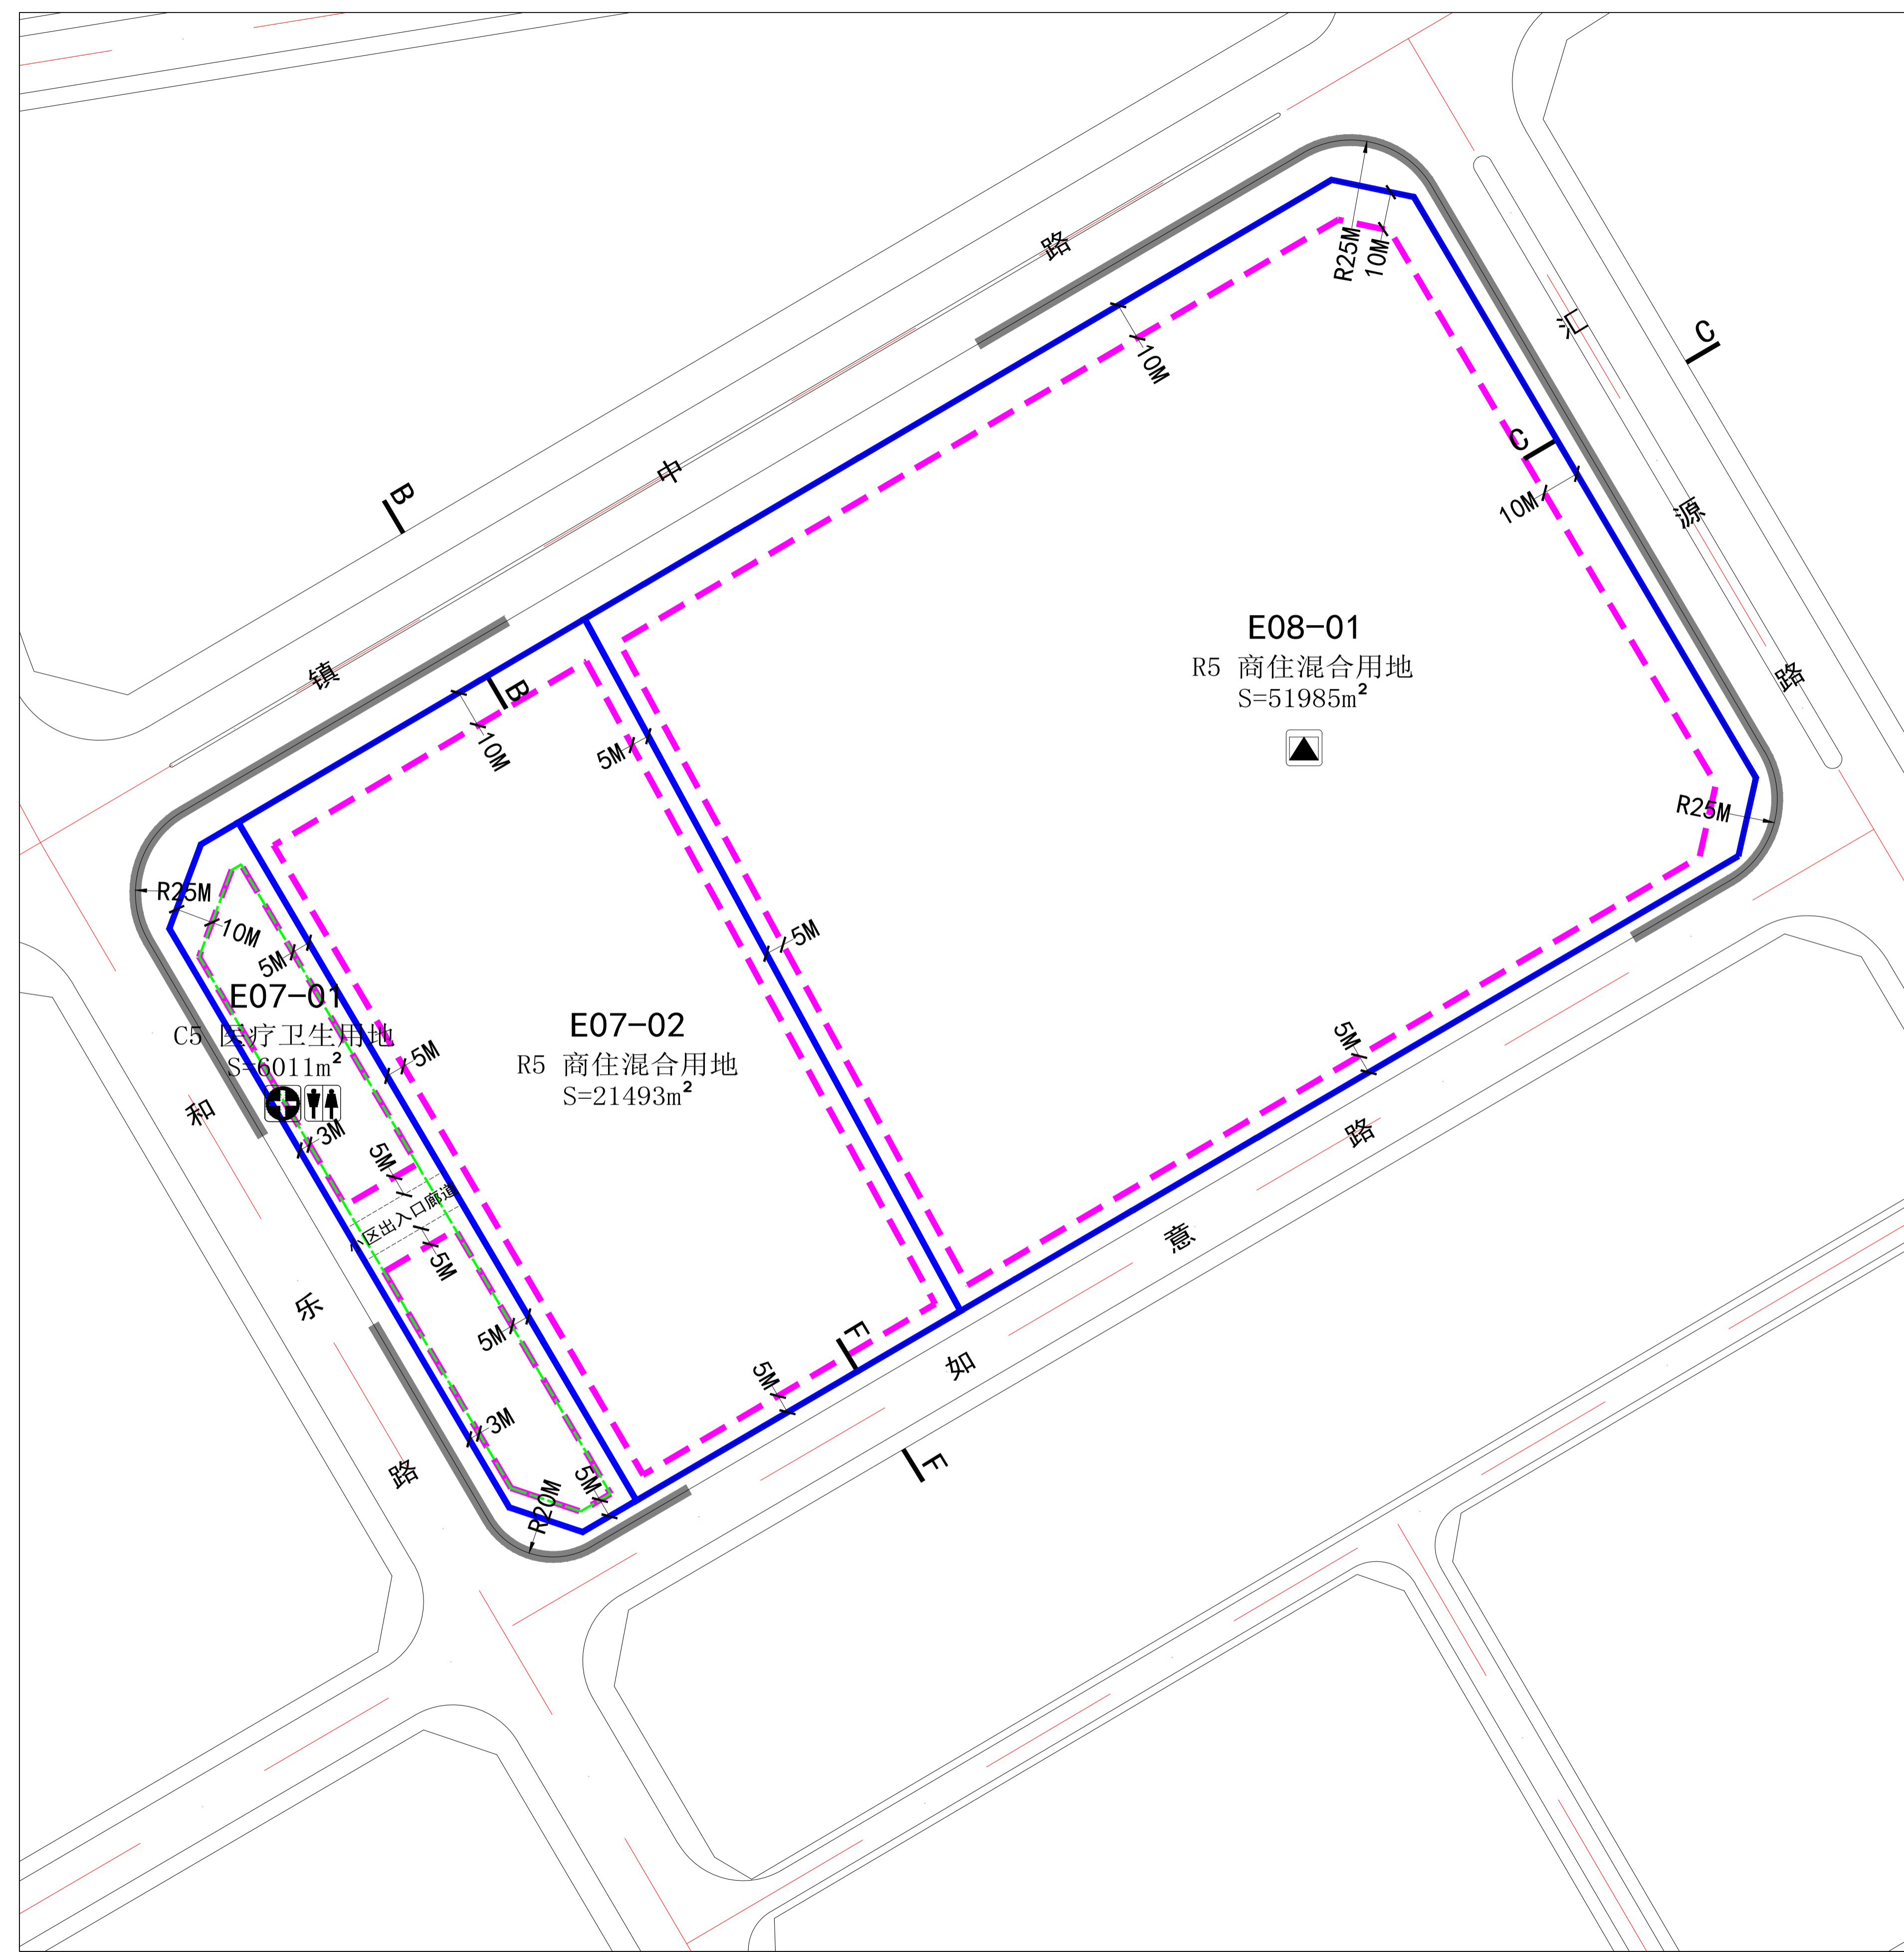 路
R25M
10M
汇
C
10M
中
B
C
10M
源
镇
B
10M
5M
E08-01
R5 商住混合用地
S=51985m²
路
R25M
R25M
10M
5M
5M
E07-01
C5 医疗卫生用地
S=6011m²
5M
E07-02
R5 商住混合用地
S=21493m²
5M
和
3M
5M
路
小区出入口廊道
意
5M
乐
5M
F
如
5M
3M
F
路
5M
R20M